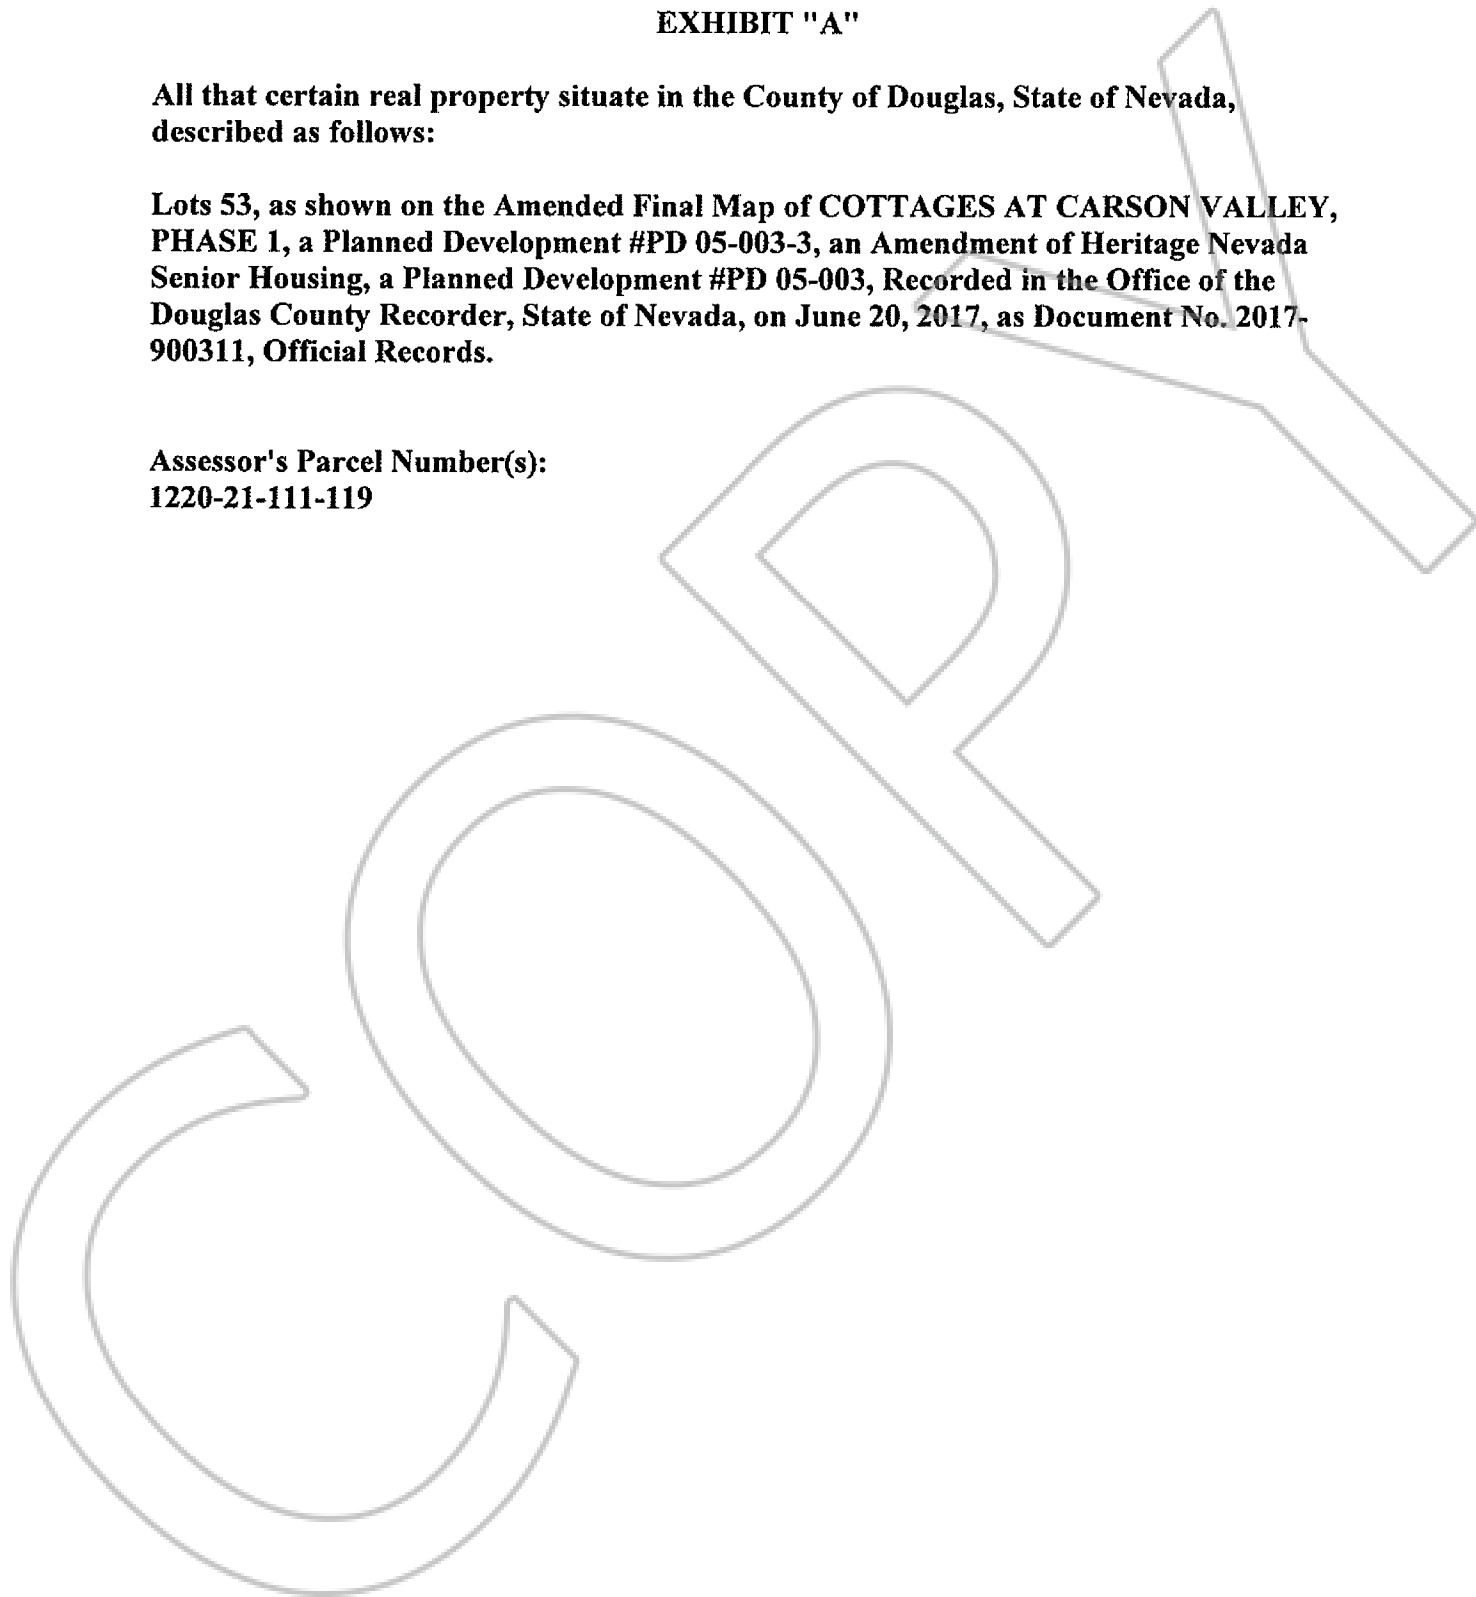 EXHIBIT "A"
All that certain real property situate in the County of Douglas, State of Nevada,
described as follows:
Lots 53, as shown on the Amended Final Map of COTTAGES AT CARSON VALLEY,
PHASE 1, a Planned Development #PD 05-003-3, an Amendment of Heritage Nevada
Senior Housing, a Planned Development #PD 05-003, Recorded in the Office of the
Douglas County Recorder, State of Nevada, on June 20, 2017, as Document No. 2017-
900311, Official Records.
Assessor's Parcel Number(s):
1220-21-111-119
COPY